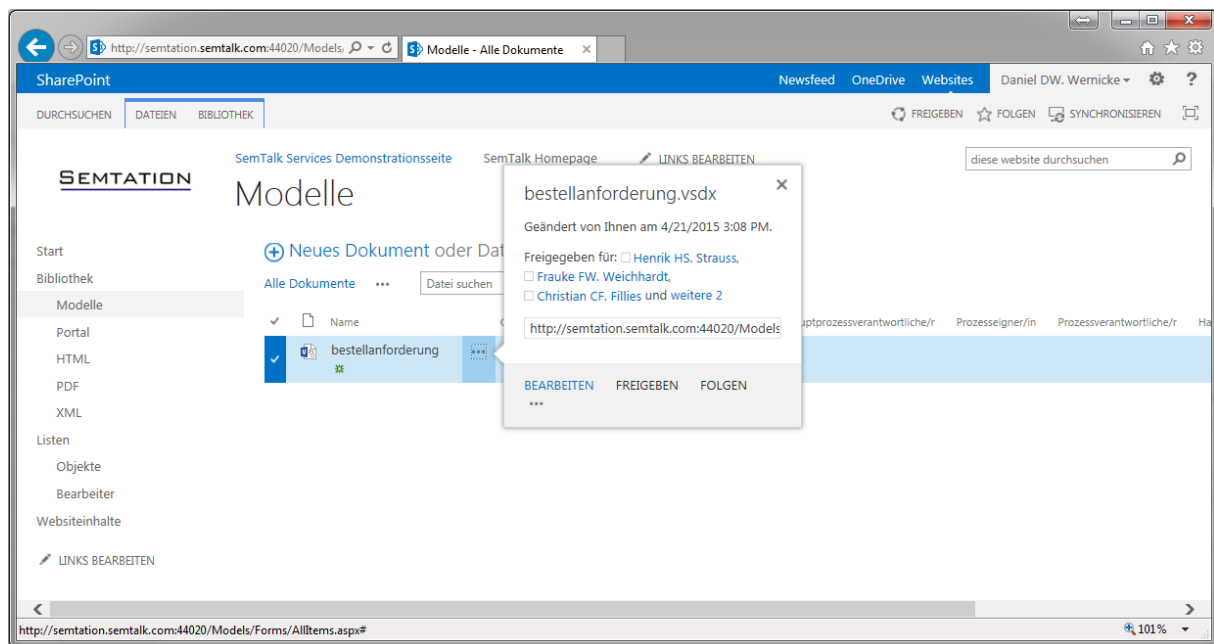 http://semtation.semtalk.com:44020/Models,
Modelle - Alle Dokumente
SharePoint
Newsfeed OneDrive Websites Daniel DW. Wernicke ?
DURCHSUCHEN DATEIEN BIBLIOTHEK
FREIGEBEN FOLGEN SYNCHRONISIEREN
SEMTATION
SemTalk Services Demonstrationsseite SemTalk Homepage LINKS BEARBEITEN
diese website durchsuchen
Modelle
bestellanforderung.vsdx
Geändert von Ihnen am 4/21/2015 3:08 PM.
Freigegeben für: Henrik HS. Strauss,
Frauke FW. Weichhardt,
Christian CF. Fillies und weitere 2
http://semtation.semtalk.com:44020/Models
BEARBEITEN FREIGEBEN FOLGEN
...
Start
Bibliothek
Modelle
Portal
HTML
PDF
XML
Listen
Objekte
Bearbeiter
Websiteinhalte
LINKS BEARBEITEN
Neues Dokument oder Dat
Alle Dokumente ... Datei suchen
Name Prozesseigner/in Prozessverantwortliche/r Ha
bestellanforderung ...
http://semtation.semtalk.com:44020/Models/Forms/AllItems.aspx#
101%